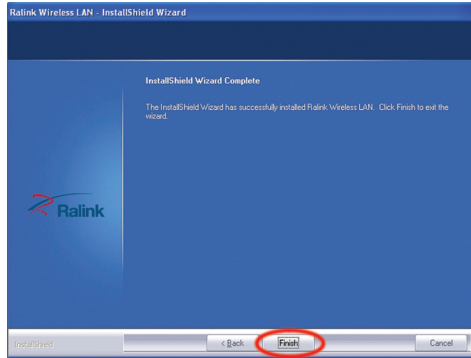 Ralink Wireless LAN - InstallShield Wizard
InstallShield Wizard Complete
The InstallShield Wizard has successfully installed Ralink Wireless LAN. Click Finish to exit the
wizard.
Ralink
InstallShield
< Back
Finish
Cancel